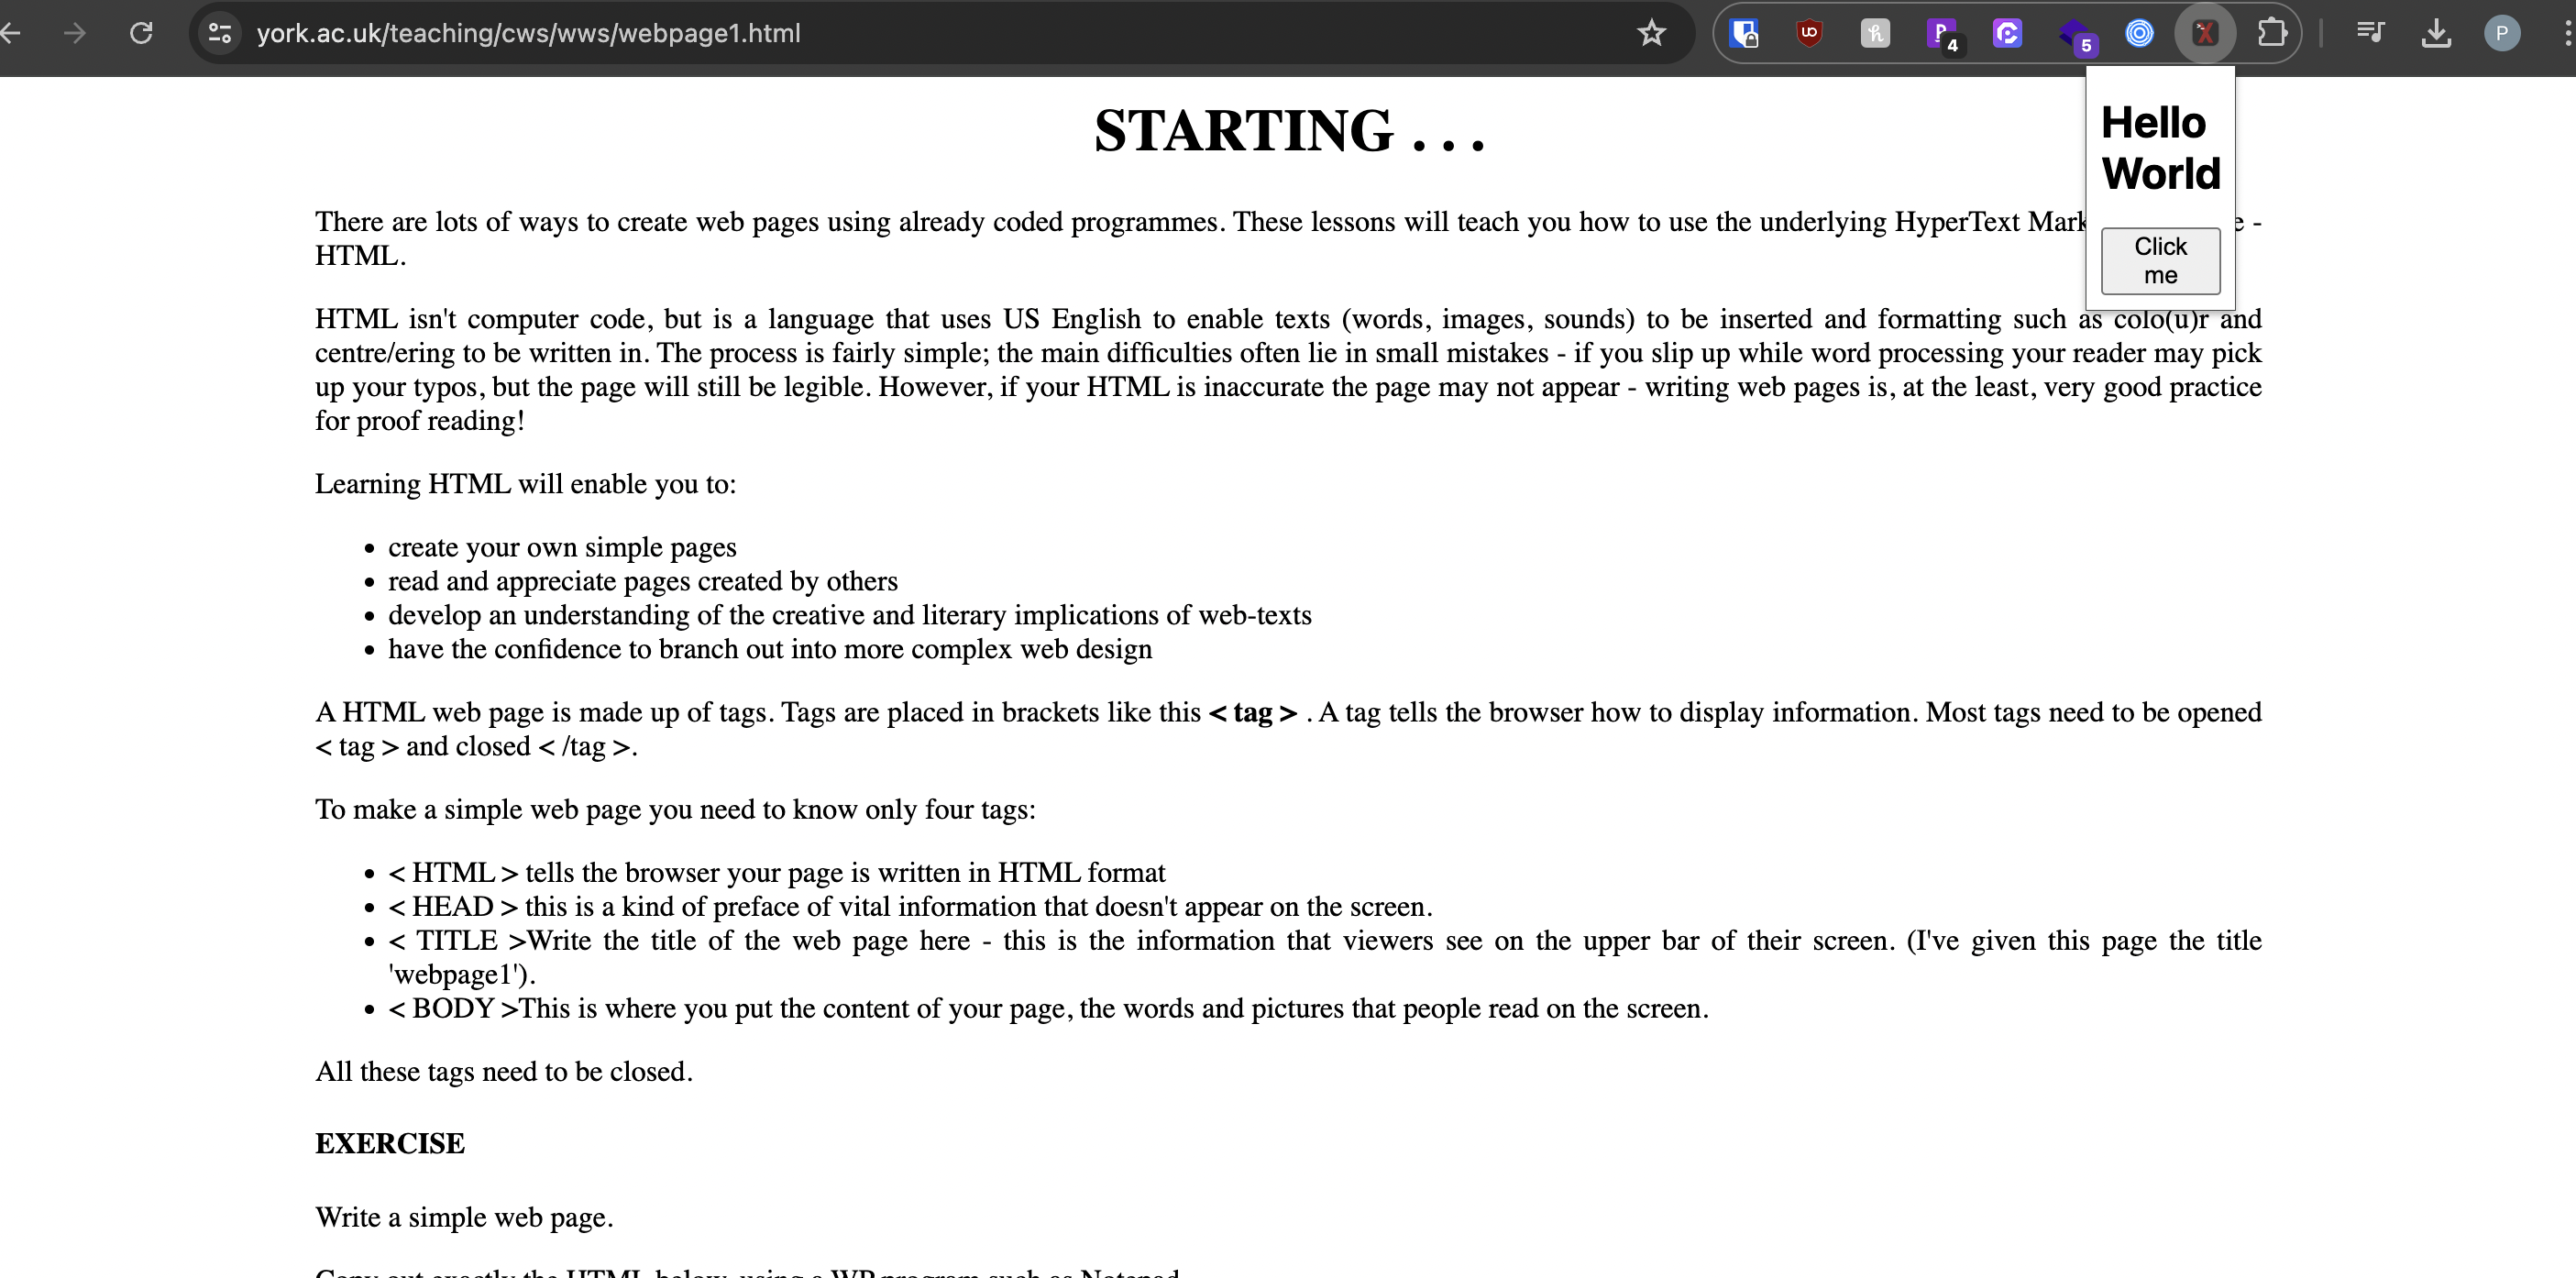 york.ac.uk/teaching/cws/wws/webpage1.html
UO
4
5
P
Hello
World
Click
me
STARTING . . .
There are lots of ways to create web pages using already coded programmes. These lessons will teach you how to use the underlying HyperText Mark e -
HTML.
HTML isn't computer code, but is a language that uses US English to enable texts (words, images, sounds) to be inserted and formatting such as colo(u)r and
centre/ering to be written in. The process is fairly simple; the main difficulties often lie in small mistakes - if you slip up while word processing your reader may pick
up your typos, but the page will still be legible. However, if your HTML is inaccurate the page may not appear - writing web pages is, at the least, very good practice
for proof reading!
Learning HTML will enable you to:
• create your own simple pages
• read and appreciate pages created by others
• develop an understanding of the creative and literary implications of web-texts
• have the confidence to branch out into more complex web design
A HTML web page is made up of tags. Tags are placed in brackets like this < tag > . A tag tells the browser how to display information. Most tags need to be opened
< tag > and closed < /tag >.
To make a simple web page you need to know only four tags:
• < HTML > tells the browser your page is written in HTML format
• < HEAD > this is a kind of preface of vital information that doesn't appear on the screen.
• < TITLE >Write the title of the web page here - this is the information that viewers see on the upper bar of their screen. (I've given this page the title
'webpage1').
• < BODY >This is where you put the content of your page, the words and pictures that people read on the screen.
All these tags need to be closed.
EXERCISE
Write a simple web page.
Copy out exactly the HTML below, using a WP program such as Notepad.